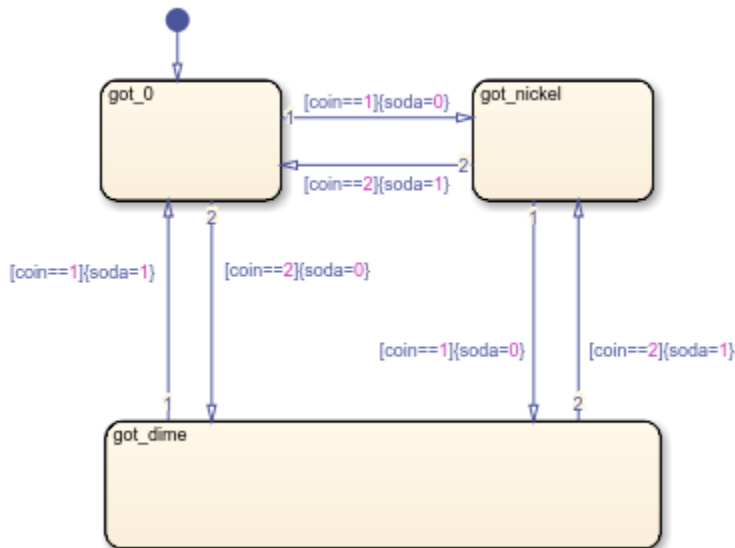 got_0
[coin==1]{soda=0}
got_nickel
1
2
[coin==2]{soda=1}
2
1
[coin==1]{soda=1}
[coin==2]{soda=0}
[coin==1]{soda=0}
[coin==2]{soda=1}
1
2
got_dime